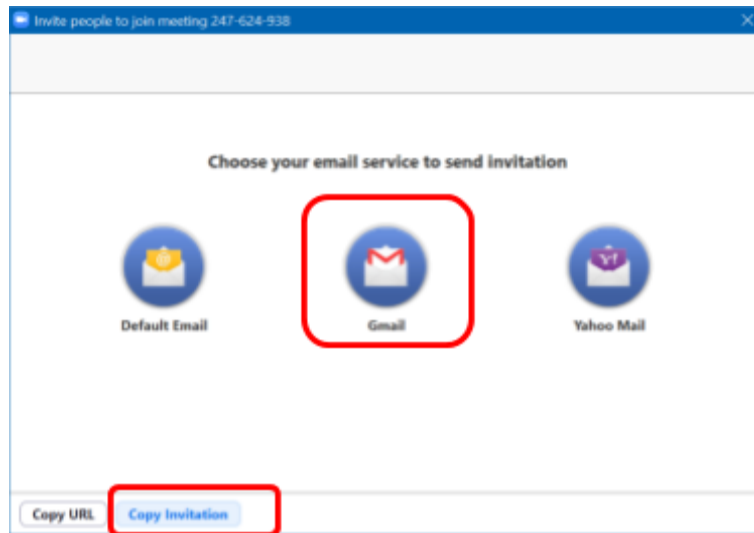 Invite people to join meeting 247-624-938
Choose your email service to send invitation
Default Email
Gmail
Yahoo Mail
Copy URL
Copy Invitation